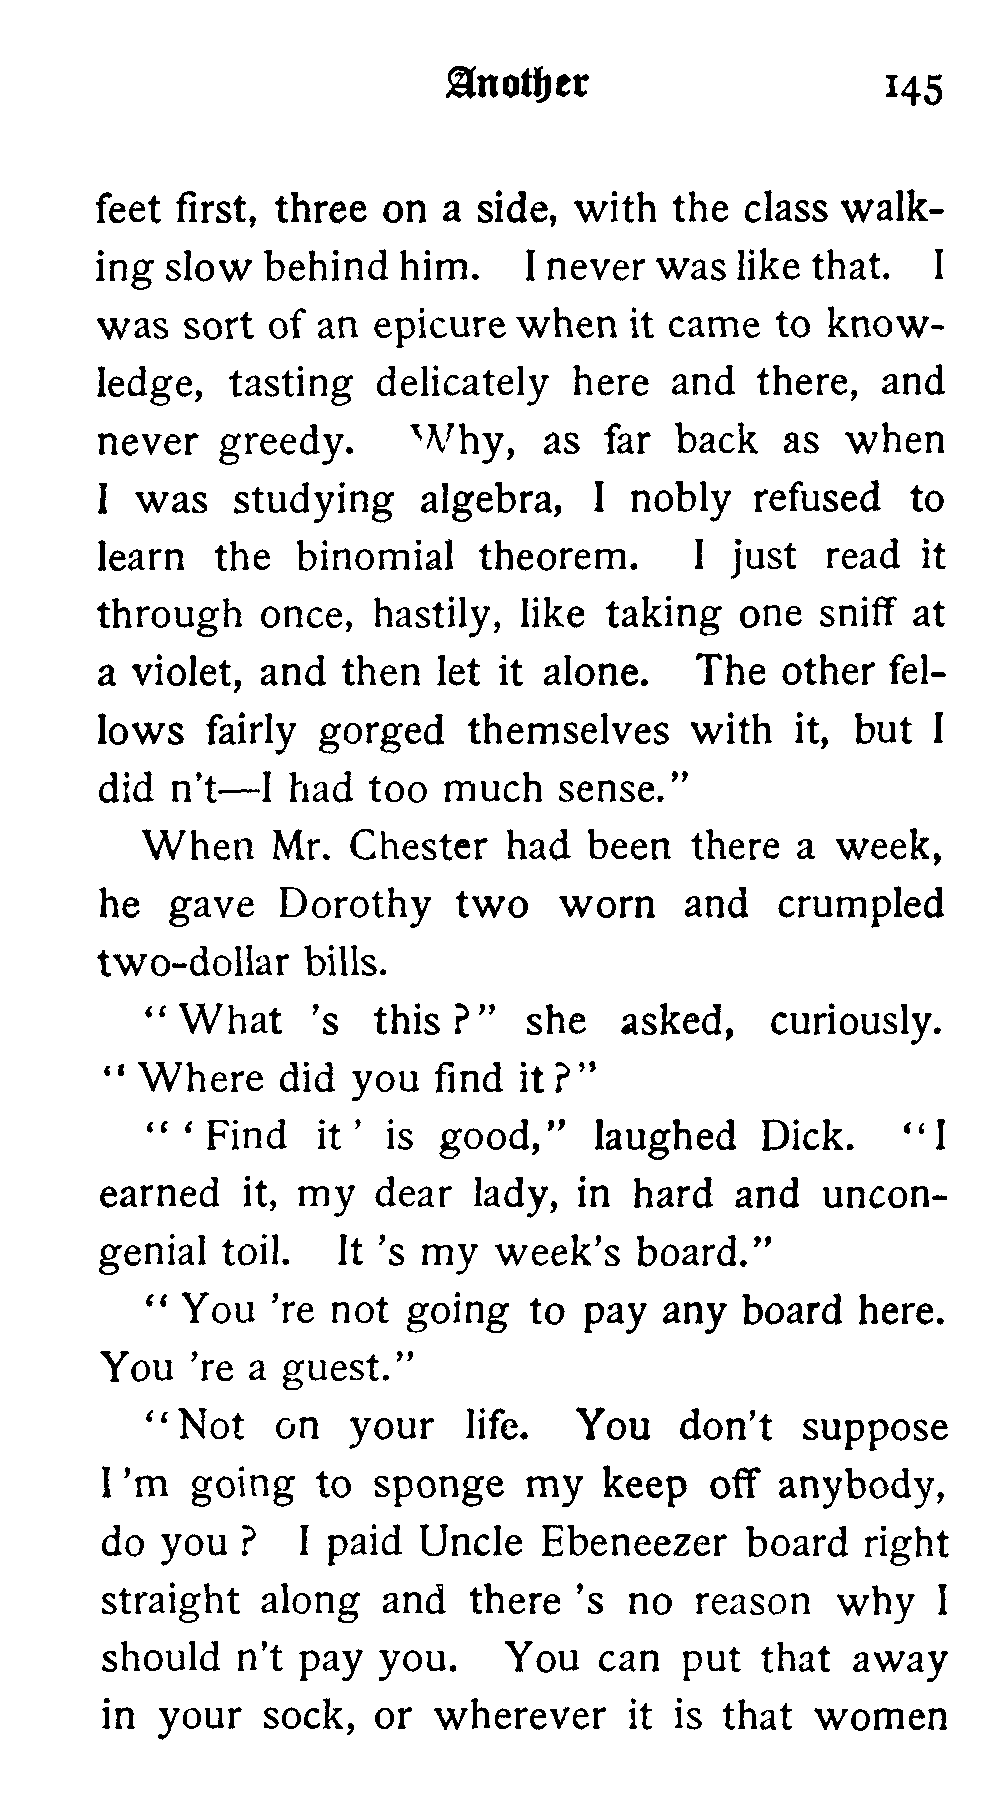 Another 145
feet first, three on a side, with the class walk-
ing slow behind him. I never was like that. I
was sort of an epicure when it came to know-
ledge, tasting delicately here and there, and
never greedy. Why, as far back as when
I was studying algebra, I nobly refused to
learn the binomial theorem. I just read it
through once, hastily, like taking one sniff at
a violet, and then let it alone. The other fel-
lows fairly gorged themselves with it, but I
did n't—I had too much sense."
When Mr. Chester had been there a week,
he gave Dorothy two worn and crumpled
two-dollar bills.
"What 's this?" she asked, curiously.
"Where did you find it?"
"'Find it' is good," laughed Dick. "I
earned it, my dear lady, in hard and uncon-
genial toil. It 's my week's board."
"You 're not going to pay any board here.
You 're a guest."
"Not on your life. You don't suppose
I 'm going to sponge my keep off anybody,
do you? I paid Uncle Ebeneezer board right
straight along and there 's no reason why I
should n't pay you. You can put that away
in your sock, or wherever it is that women